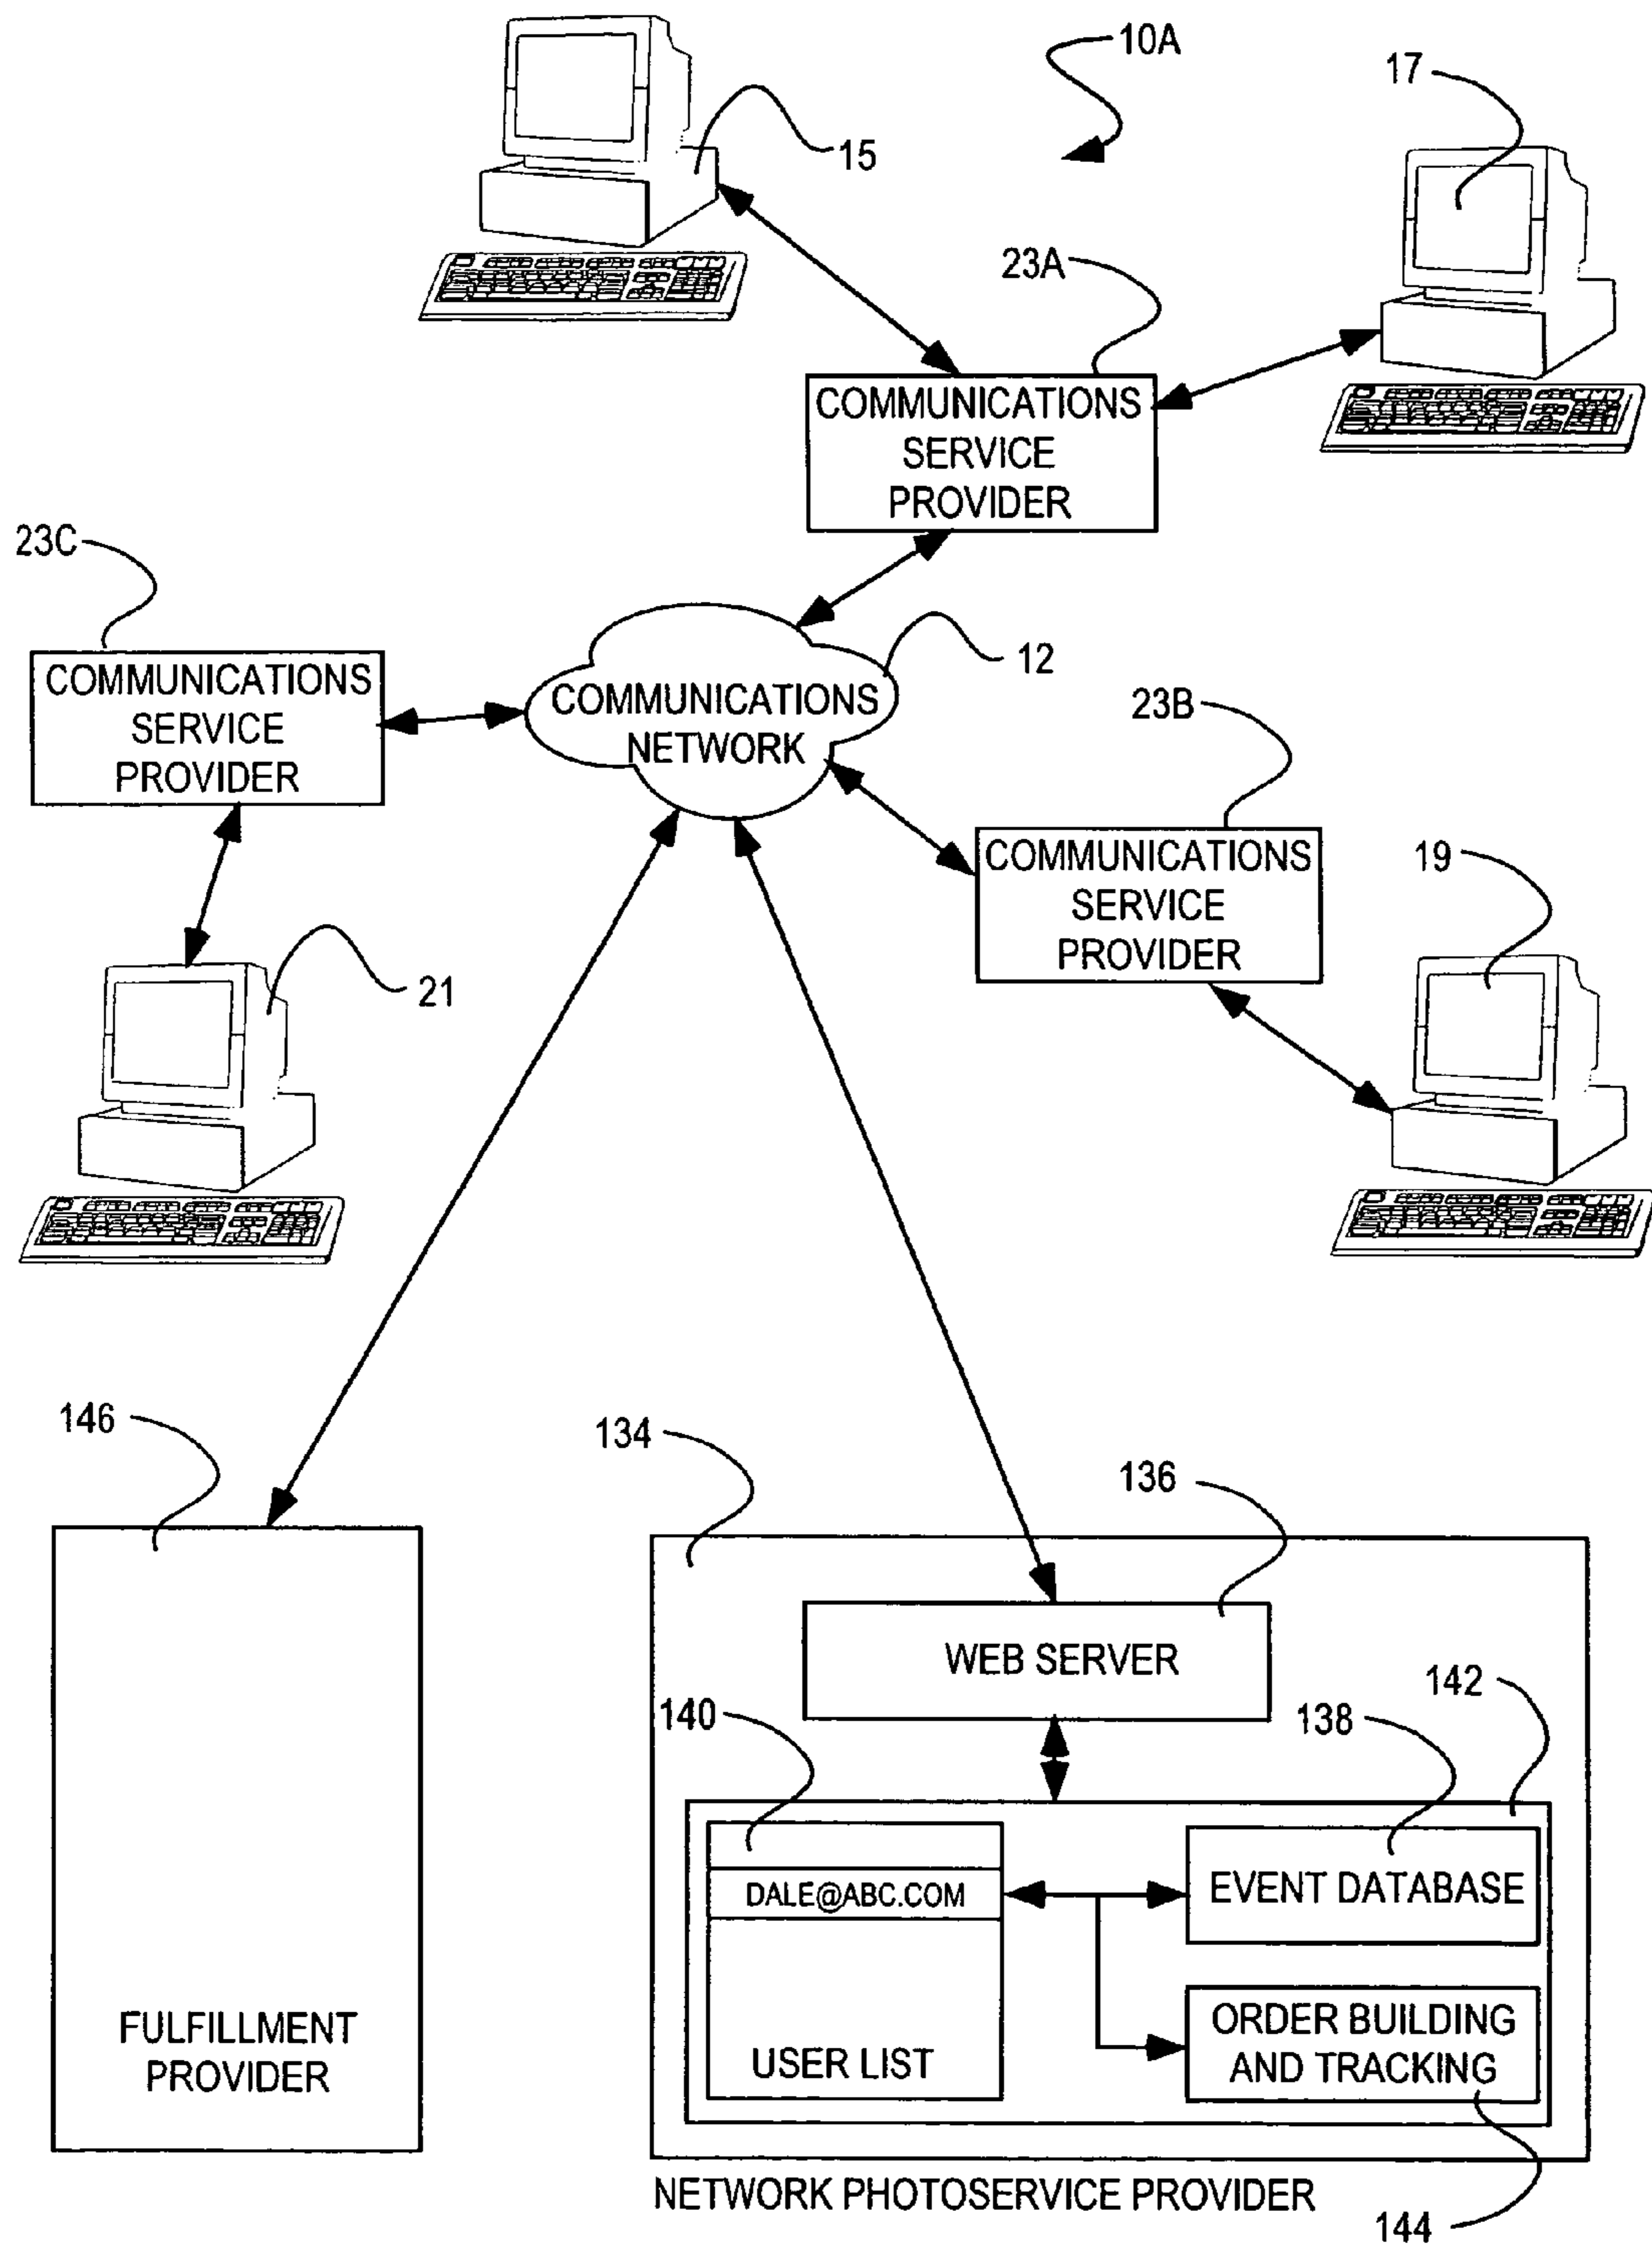 10A
17
15
23A
COMMUNICATIONS
SERVICE
PROVIDER
23C
COMMUNICATIONS
SERVICE
PROVIDER
12
COMMUNICATIONS
NETWORK
23B
COMMUNICATIONS
SERVICE
PROVIDER
19
21
146
134
136
WEB SERVER
140
138
142
DALE@ABC.COM
EVENT DATABASE
USER LIST
ORDER BUILDING
AND TRACKING
FULFILLMENT
PROVIDER
NETWORK PHOTOSERVICE PROVIDER
144